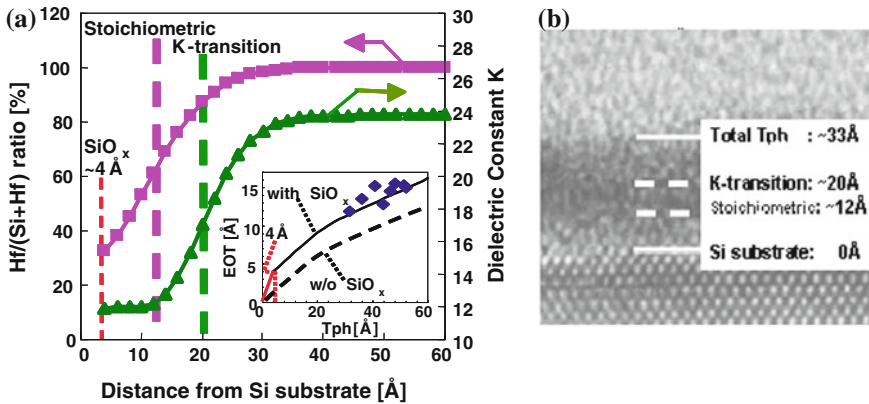 (a)
120
100
80
60
40
20
0
Hf/(Si+Hf) ratio [%]
Stoichiometric
K-transition
SiOx
~4 Å
30
28
26
24
22
20
18
16
14
12
10
Dielectric Constant K
0 10 20 30 40 50 60
Distance from Si substrate [Å]
15
10
5
0
EOT [Å]
with SiOx
4Å
w/o SiOx
0 20 40 60
Tph[Å]
(b)
Total Tph : ~33Å
K-transition: ~20Å
Stoichiometric: ~12Å
Si substrate: 0Å